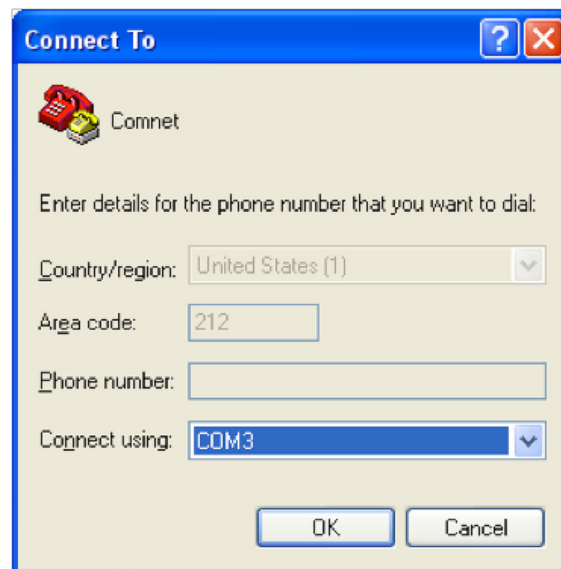 Connect To
Comnet
Enter details for the phone number that you want to dial:
Country/region: United States (1)
Area code: 212
Phone number:
Connect using: COM3
OK Cancel